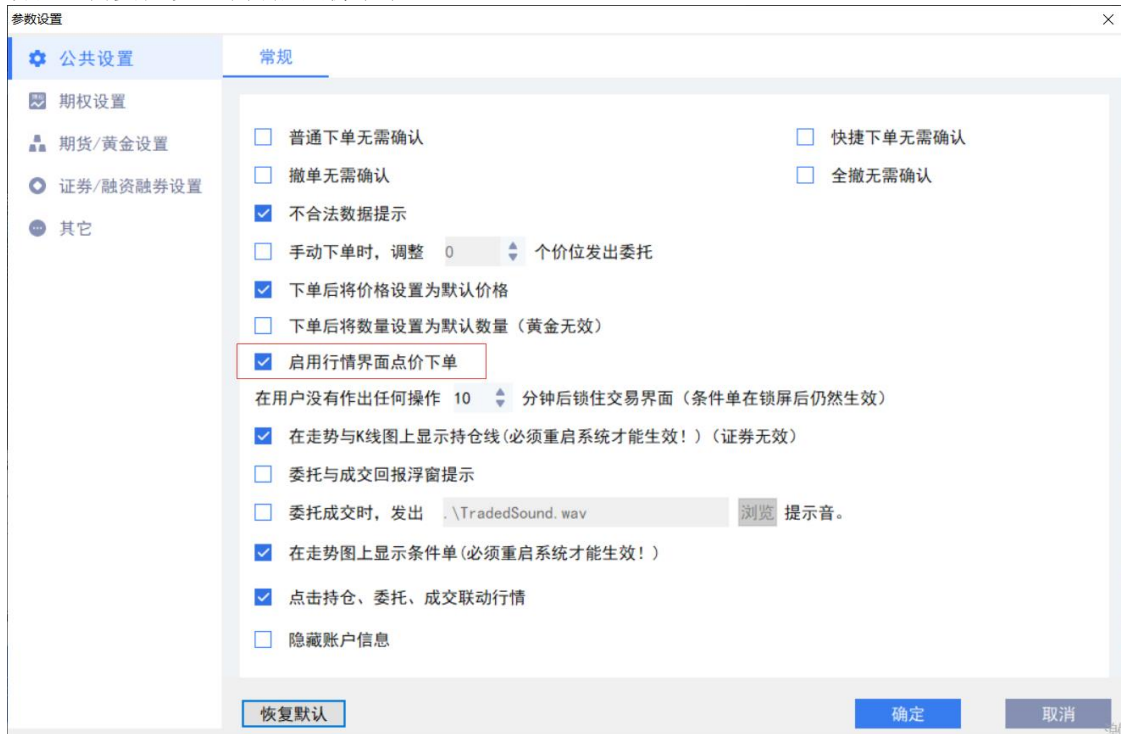 参数设置
公共设置
常规
期权设置
期货/黄金设置
证券/融资融券设置
其它
普通下单无需确认 快捷下单无需确认
撤单无需确认 全撤无需确认
不合法数据提示
手动下单时，调整 0 个价位发出委托
下单后将价格设置为默认价格
下单后将数量设置为默认数量（黄金无效）
启用行情界面点价下单
在用户没有作出任何操作 10 分钟后锁住交易界面（条件单在锁屏后仍然生效）
在走势与K线图上显示持仓线(必须重启系统才能生效！)（证券无效）
委托与成交回报浮窗提示
委托成交时，发出 .\TradedSound.wav 浏览 提示音。
在走势图上显示条件单(必须重启系统才能生效！)
点击持仓、委托、成交联动行情
隐藏账户信息
恢复默认 确定 取消